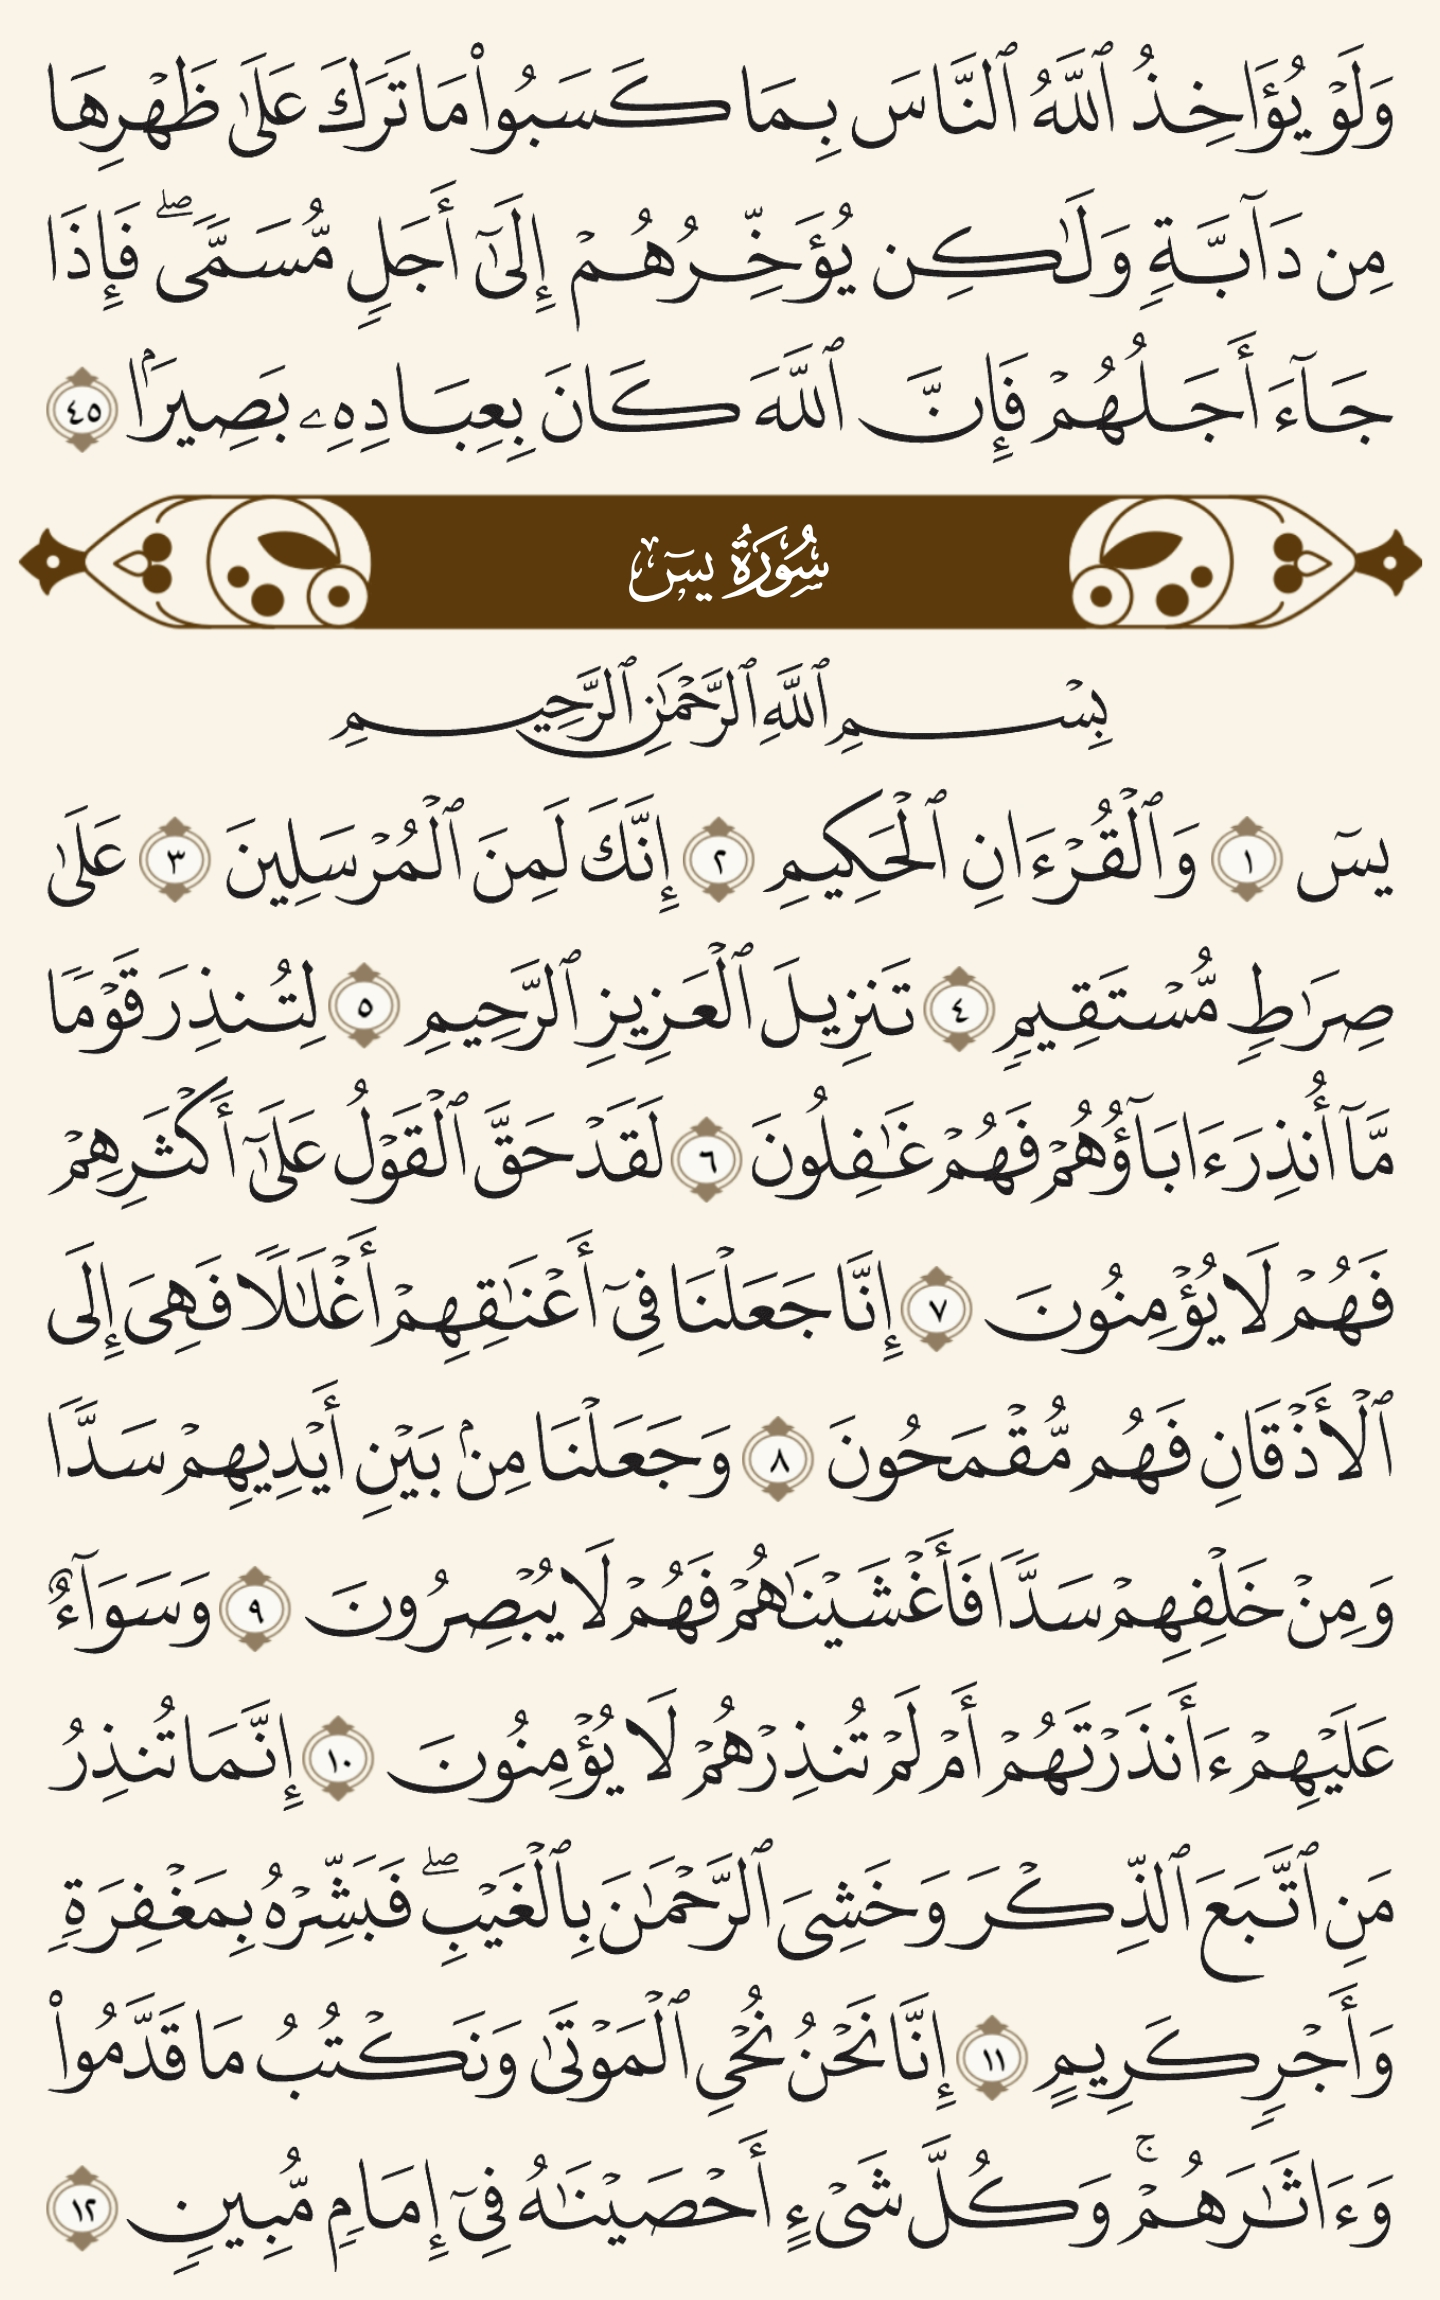 وَلَوْ يُؤَاخِذُ ٱللَّهُ ٱلنَّاسَ بِمَا كَسَبُوا۟ مَا تَرَكَ عَلَىٰ ظَهْرِهَا
مِن دَآبَّةٍ وَلَٰكِن يُؤَخِّرُهُمْ إِلَىٰٓ أَجَلٍ مُّسَمًّى ۖ فَإِذَا
جَآءَ أَجَلُهُمْ فَإِنَّ ٱللَّهَ كَانَ بِعِبَادِهِۦ بَصِيرًۢا ٤٥
سُورَةُ يسٓ
بِسْمِ ٱللَّهِ ٱلرَّحْمَٰنِ ٱلرَّحِيمِ
يسٓ ١ وَٱلْقُرْءَانِ ٱلْحَكِيمِ ٢ إِنَّكَ لَمِنَ ٱلْمُرْسَلِينَ ٣ عَلَىٰ
صِرَٰطٍ مُّسْتَقِيمٍ ٤ تَنزِيلَ ٱلْعَزِيزِ ٱلرَّحِيمِ ٥ لِتُنذِرَ قَوْمًا
مَّآ أُنذِرَ ءَابَآؤُهُمْ فَهُمْ غَٰفِلُونَ ٦ لَقَدْ حَقَّ ٱلْقَوْلُ عَلَىٰٓ أَكْثَرِهِمْ
فَهُمْ لَا يُؤْمِنُونَ ٧ إِنَّا جَعَلْنَا فِىٓ أَعْنَٰقِهِمْ أَغْلَٰلًا فَهِىَ إِلَى
ٱلْأَذْقَانِ فَهُم مُّقْمَحُونَ ٨ وَجَعَلْنَا مِنۢ بَيْنِ أَيْدِيهِمْ سَدًّا
وَمِنْ خَلْفِهِمْ سَدًّا فَأَغْشَيْنَٰهُمْ فَهُمْ لَا يُبْصِرُونَ ٩ وَسَوَآءٌ
عَلَيْهِمْ ءَأَنذَرْتَهُمْ أَمْ لَمْ تُنذِرْهُمْ لَا يُؤْمِنُونَ ١٠ إِنَّمَا تُنذِرُ
مَنِ ٱتَّبَعَ ٱلذِّكْرَ وَخَشِىَ ٱلرَّحْمَٰنَ بِٱلْغَيْبِ ۖ فَبَشِّرْهُ بِمَغْفِرَةٍ
وَأَجْرٍ كَرِيمٍ ١١ إِنَّا نَحْنُ نُحْىِ ٱلْمَوْتَىٰ وَنَكْتُبُ مَا قَدَّمُوا۟
وَءَاثَٰرَهُمْ ۚ وَكُلَّ شَىْءٍ أَحْصَيْنَٰهُ فِىٓ إِمَامٍ مُّبِينٍ ١٢